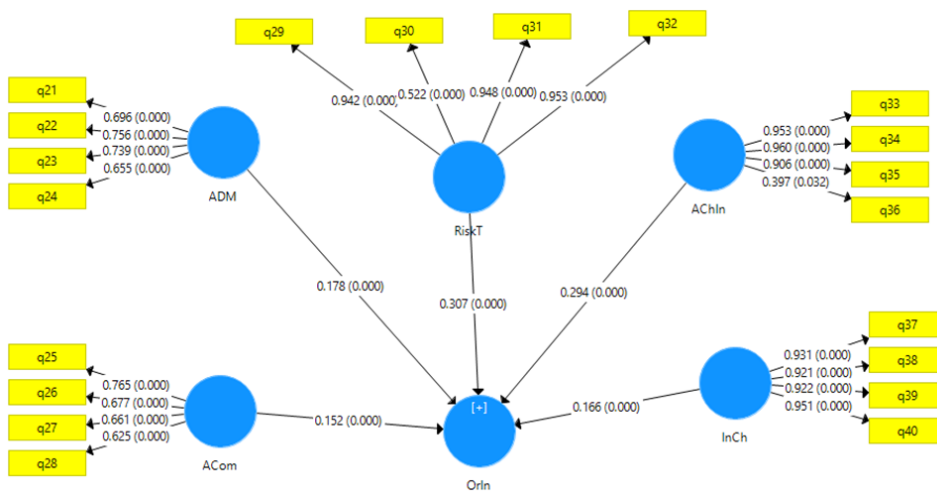 q29
q30
q31
q32
q21
q22
q23
q24
0.696 (0.000)
0.756 (0.000)
0.739 (0.000)
0.655 (0.000)
ADM
0.942 (0.000)
0.522 (0.000)
0.948 (0.000)
0.953 (0.000)
RiskT
q33
q34
q35
q36
0.953 (0.000)
0.960 (0.000)
0.906 (0.000)
0.397 (0.032)
AChIn
0.178 (0.000)
0.307 (0.000)
0.294 (0.000)
q25
q26
q27
q28
0.765 (0.000)
0.677 (0.000)
0.661 (0.000)
0.625 (0.000)
ACom
0.152 (0.000)
[+]
OrIn
0.166 (0.000)
InCh
0.931 (0.000)
0.921 (0.000)
0.922 (0.000)
0.951 (0.000)
q37
q38
q39
q40